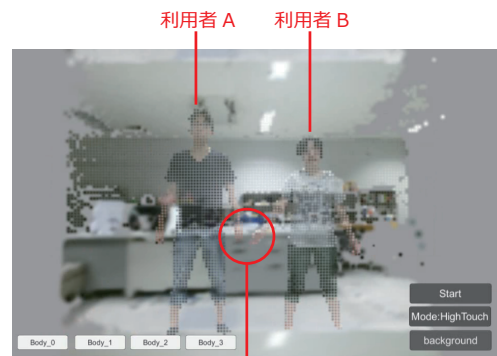 利用者 A
利用者 B
Start
Mode:HighTouch
background
Body_0
Body_1
Body_2
Body_3